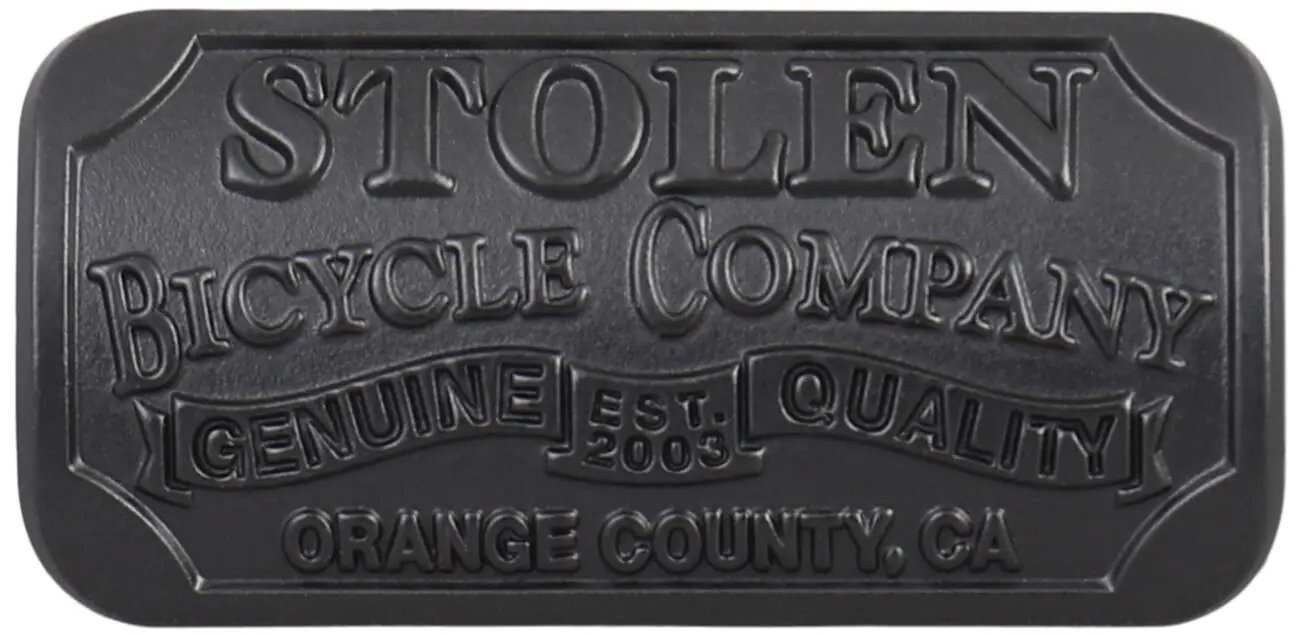 STOLEN
BICYCLE COMPANY
GENUINE EST. 2003 QUALITY
ORANGE COUNTY, CA